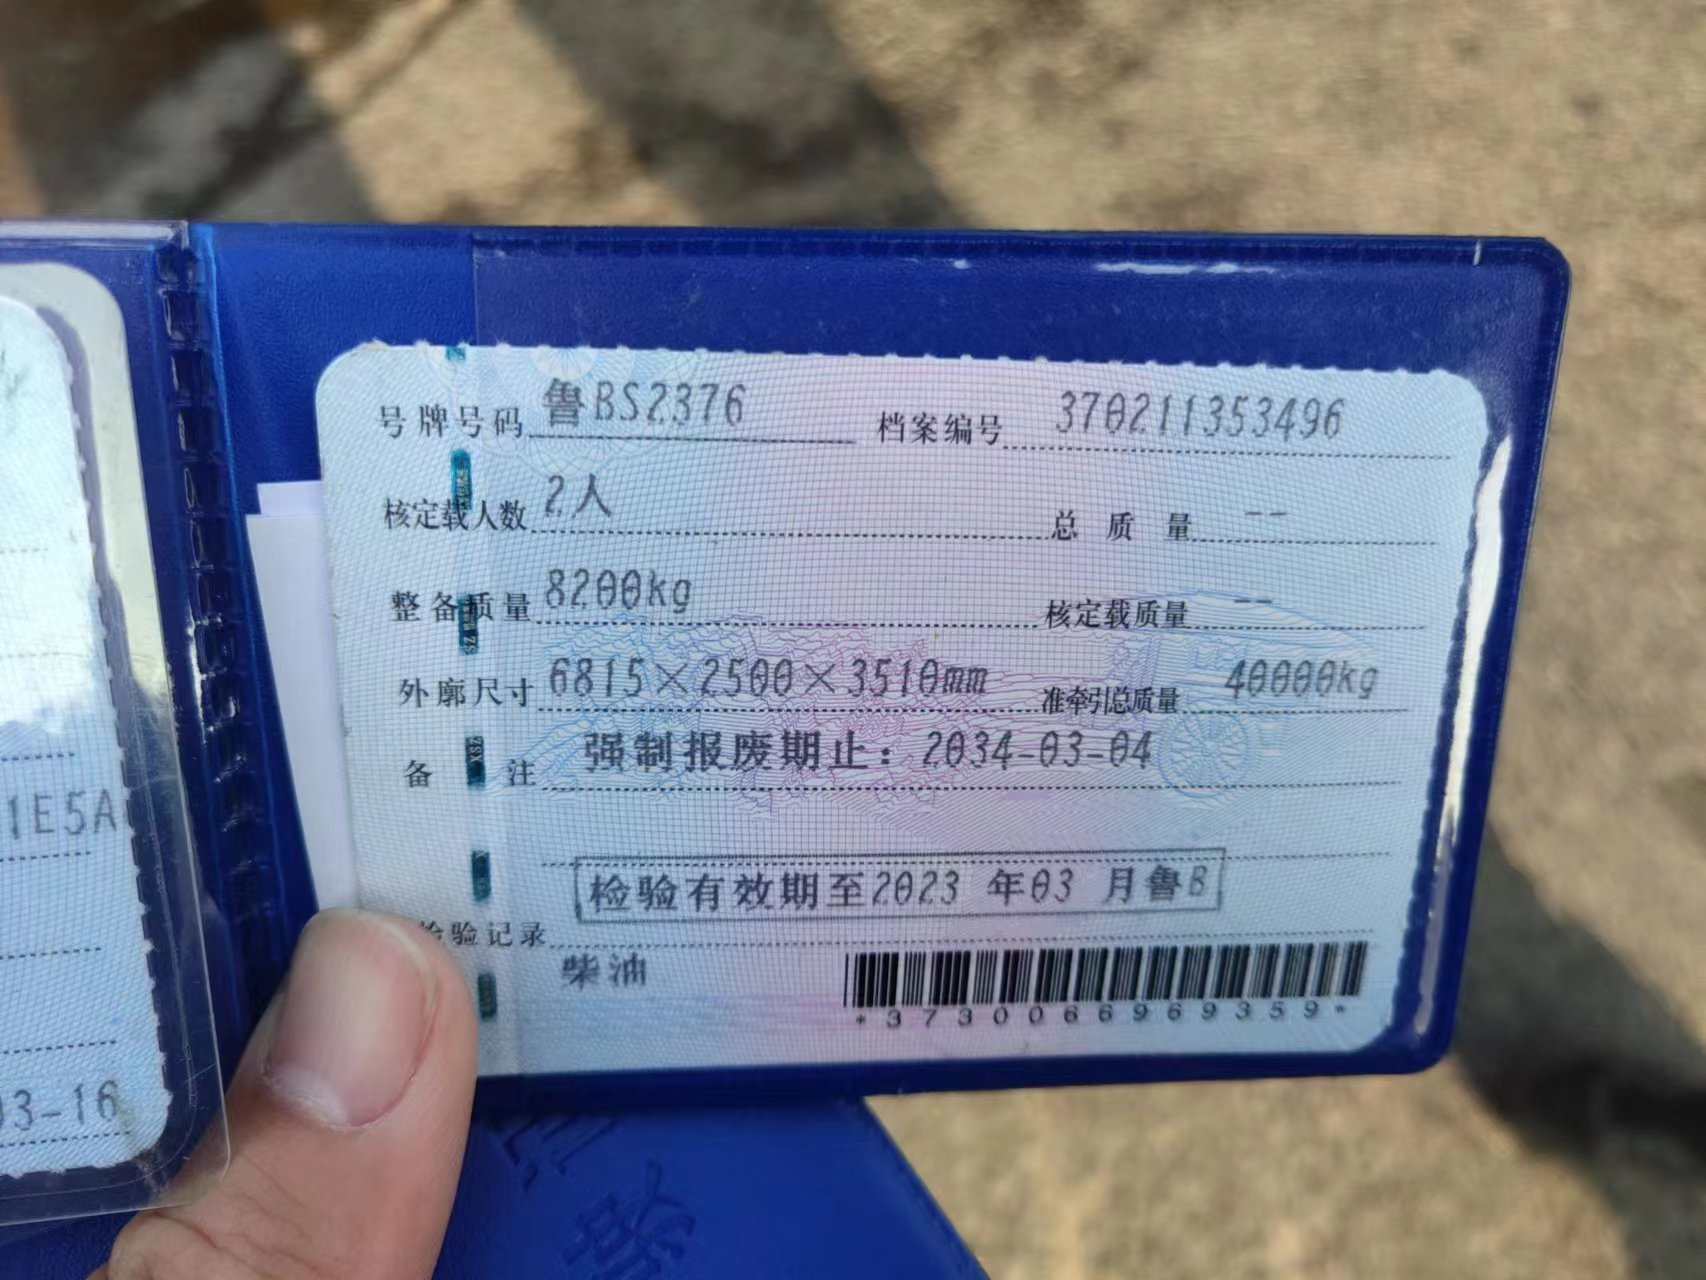 号牌号码 鲁BS2376 档案编号 370211353496
核定载人数 2人 总质量 --
整备质量 8200kg 核定载质量 --
外廓尺寸 6815×2500×3510mm 准牵引总质量 40000kg
备注 强制报废期止：2034-03-04
检验有效期至2023 年03 月鲁B
检验记录
柴油
*3730066969359*
1E5A
03-16